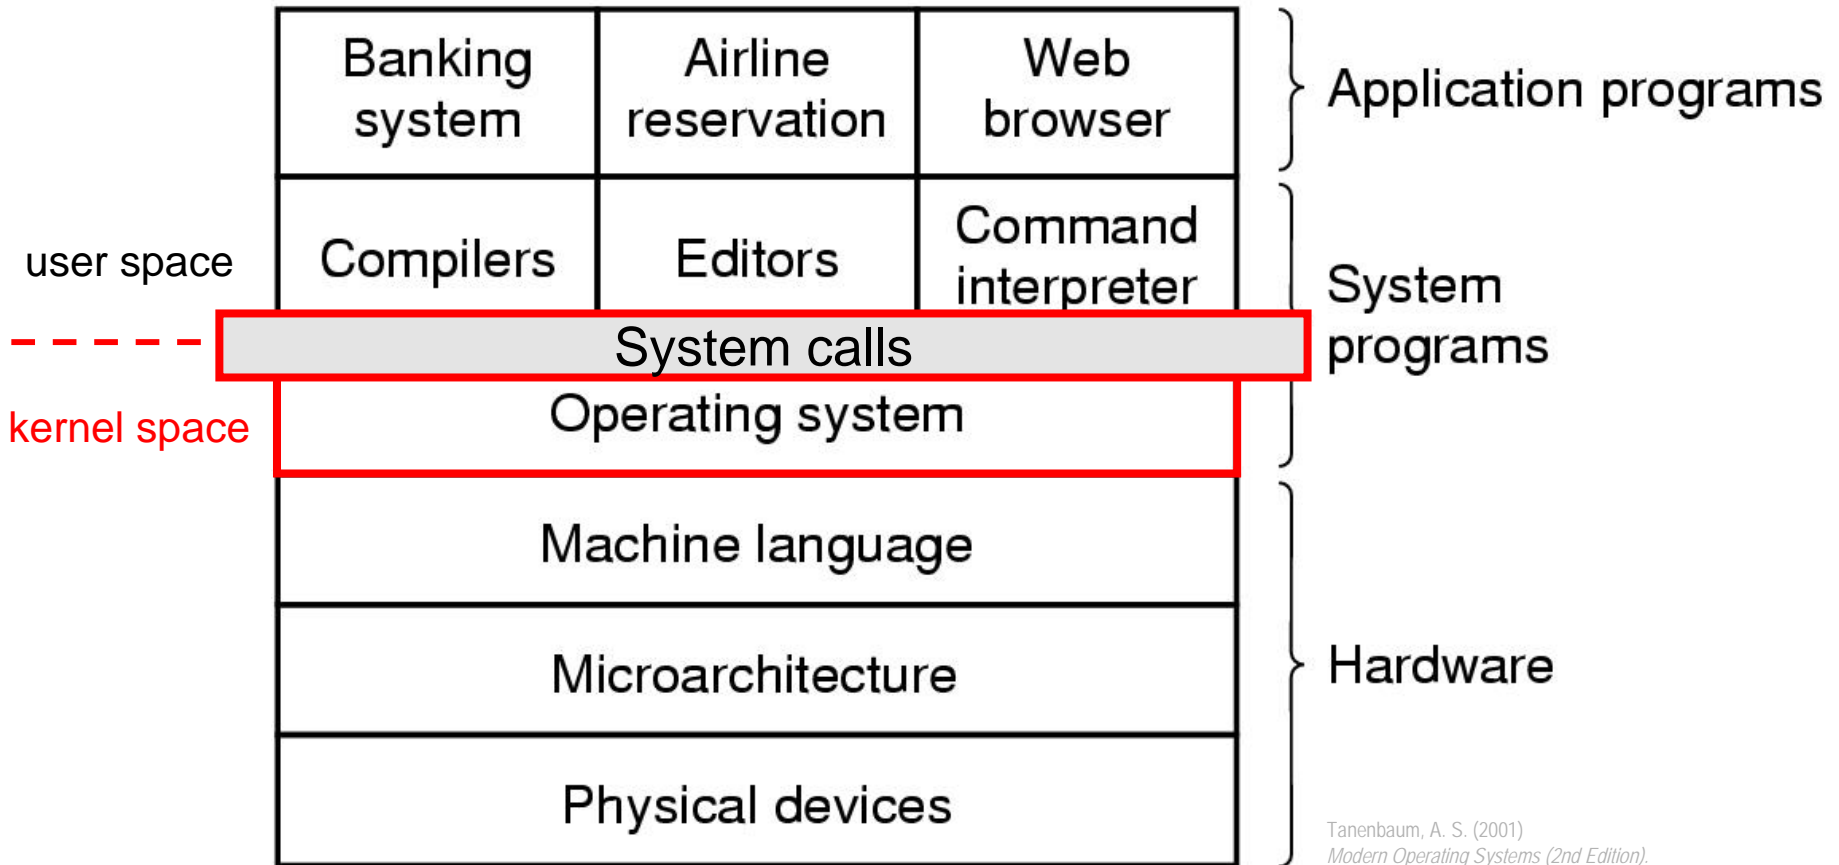 Banking
system
Airline
reservation
Web
browser
Application programs
user space
Compilers
Editors
Command
interpreter
System
programs
System calls
kernel space
Operating system
Machine language
Microarchitecture
Hardware
Physical devices
Tanenbaum, A. S. (2001)
Modern Operating Systems (2nd Edition).